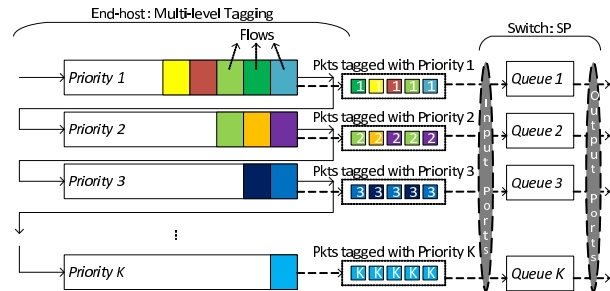 End-host: Multi-level Tagging
Switch: SP
Flows
Priority 1
Pkts tagged with Priority 1
1 1 1 1 1
Queue 1
Priority 2
Pkts tagged with Priority 2
2 2 2 2 2
Queue 2
Priority 3
Pkts tagged with Priority 3
3 3 3 3 3
Queue 3
...
Priority K
Pkts tagged with Priority K
K K K K K
Queue K
Input Ports
Output Ports